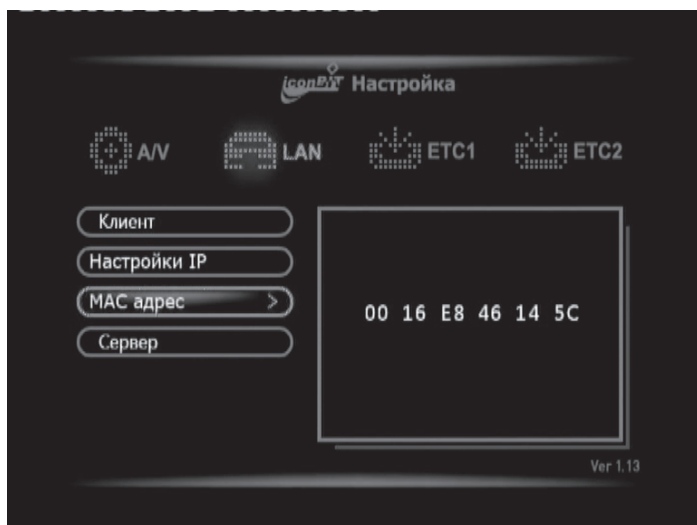 iconBiT Настройка
A/V LAN ETC1 ETC2
Клиент
Настройки IP
MAC адрес >
Сервер
00 16 E8 46 14 5C
Ver 1.13